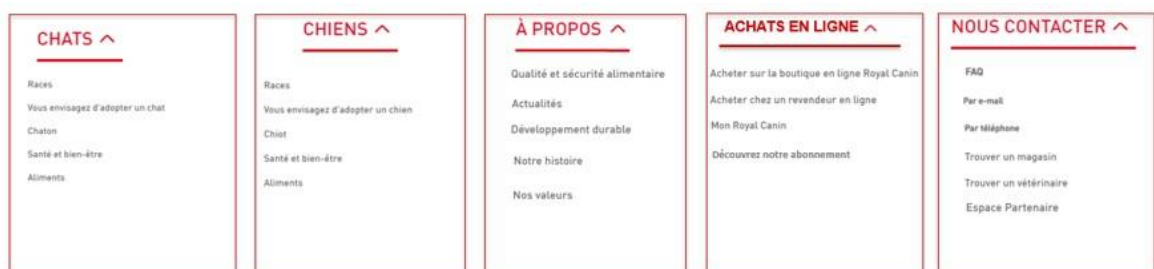 CHATS
Races
Vous envisagez d'adopter un chat
Chaton
Santé et bien-être
Aliments
CHIENS
Races
Vous envisagez d'adopter un chien
Chiot
Santé et bien-être
Aliments
À PROPOS
Qualité et sécurité alimentaire
Actualités
Développement durable
Notre histoire
Nos valeurs
ACHATS EN LIGNE
Acheter sur la boutique en ligne Royal Canin
Acheter chez un revendeur en ligne
Mon Royal Canin
Découvrez notre abonnement
NOUS CONTACTER
FAQ
Par e-mail
Par téléphone
Trouver un magasin
Trouver un vétérinaire
Espace Partenaire